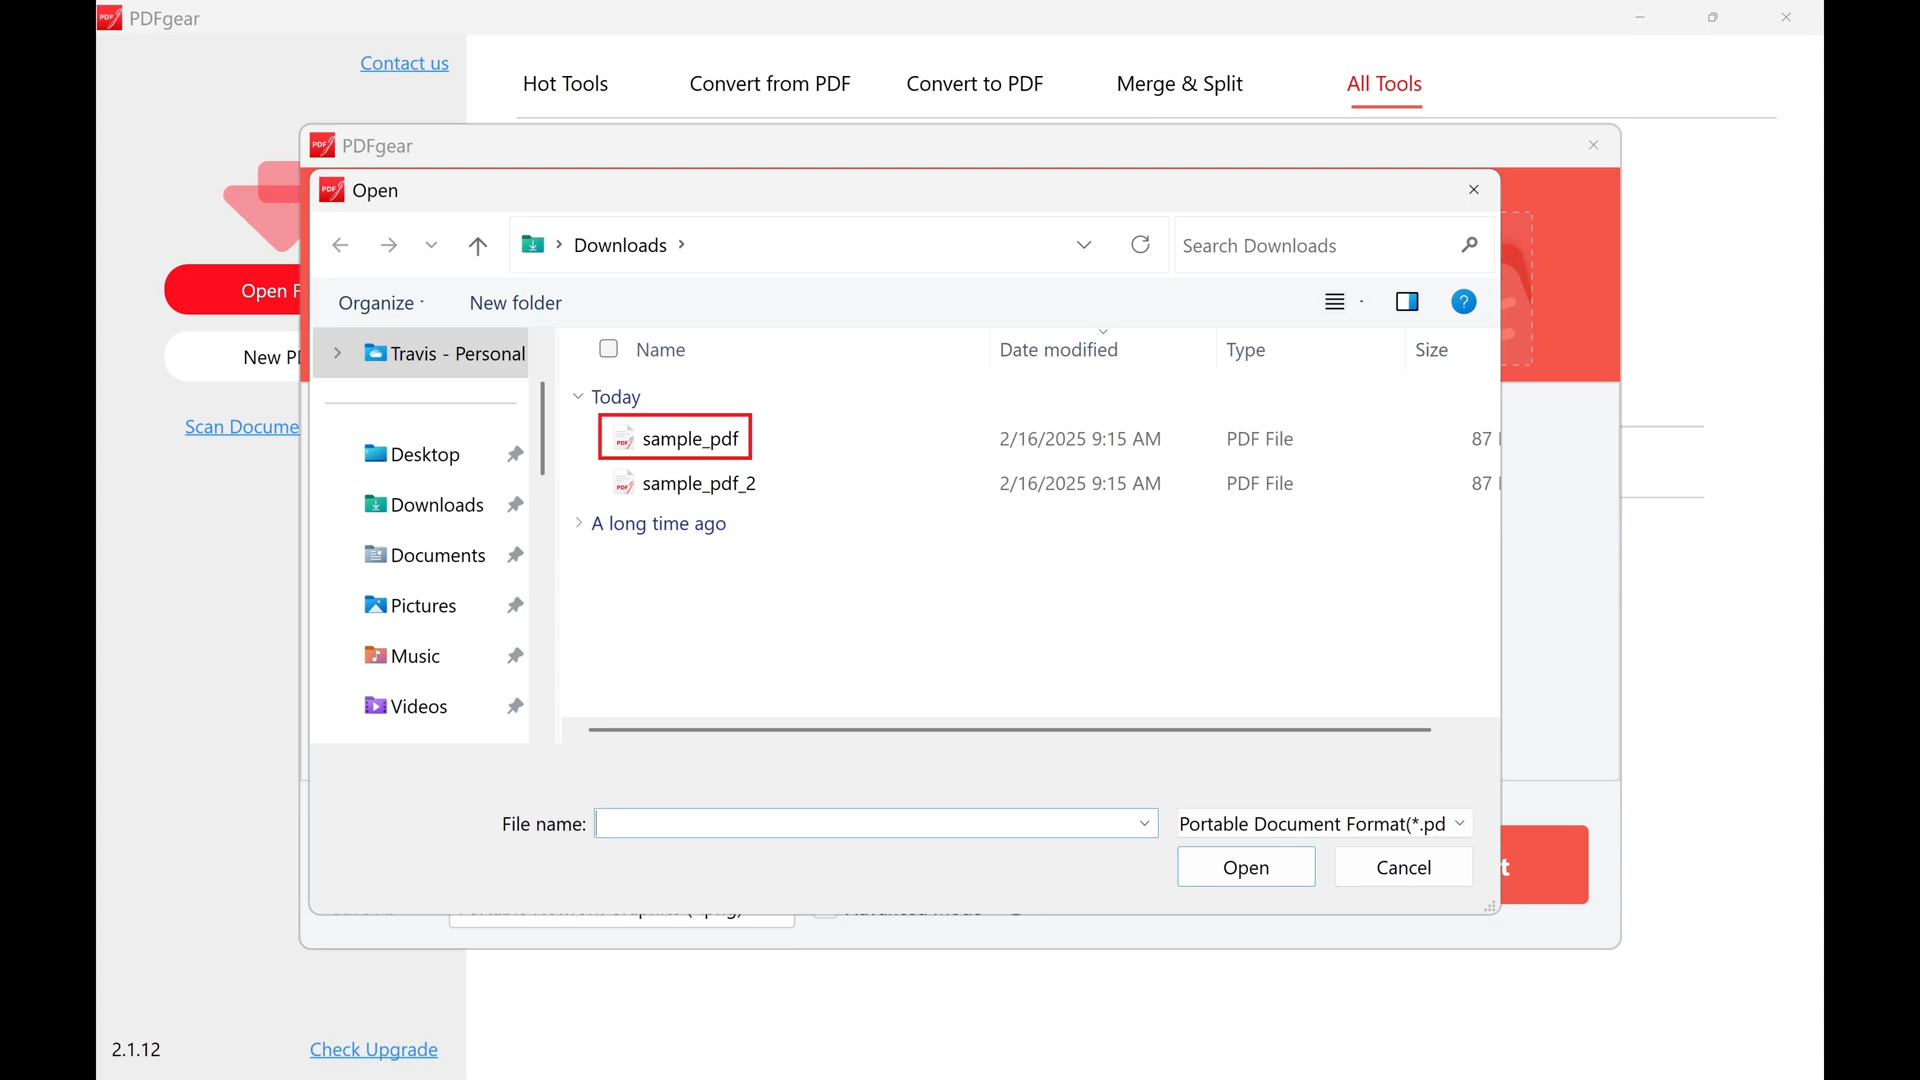 PDFgear
Contact us
Hot Tools
Convert from PDF
Convert to PDF
Merge & Split
All Tools
PDFgear
Open
Downloads
Search Downloads
Open F
New PD
Scan Docume
Organize
New folder
Travis - Personal
Desktop
Downloads
Documents
Pictures
Music
Videos
Name
Date modified
Type
Size
Today
sample_pdf
2/16/2025 9:15 AM
PDF File
87
sample_pdf_2
2/16/2025 9:15 AM
PDF File
87
A long time ago
File name:
Portable Document Format(*.pd
Open
Cancel
t
2.1.12
Check Upgrade